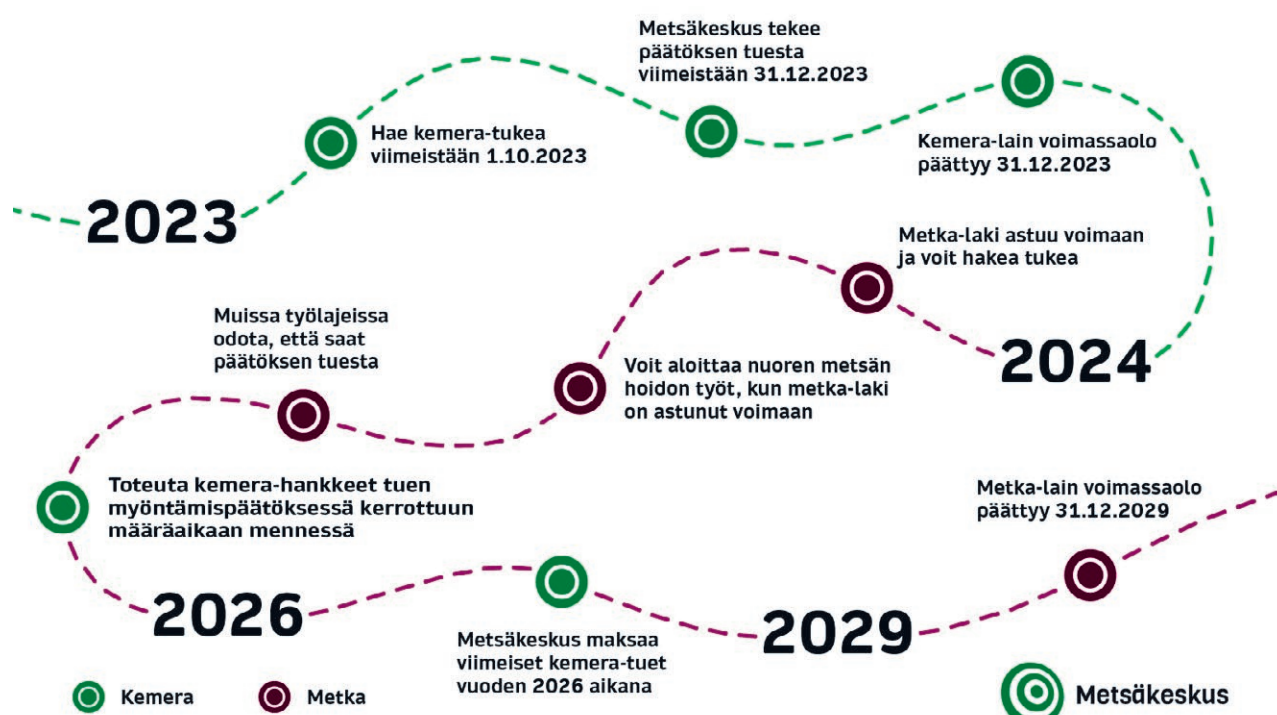 2023
Hae kemera-tukea
viimeistään 1.10.2023
Metsäkeskus tekee
päätöksen tuesta
viimeistään 31.12.2023
Kemera-lain voimassaolo
päättyy 31.12.2023
2024
Metka-laki astuu voimaan
ja voit hakea tukea
Voit aloittaa nuoren metsän
hoidon työt, kun metka-laki
on astunut voimaan
Muissa työlajeissa
odota, että saat
päätöksen tuesta
Toteuta kemera-hankkeet tuen
myöntämispäätöksessä kerrottuun
määräaikaan mennessä
2026
Metsäkeskus maksaa
viimeiset kemera-tuet
vuoden 2026 aikana
2029
Metka-lain voimassaolo
päättyy 31.12.2029
Kemera
Metka
Metsäkeskus